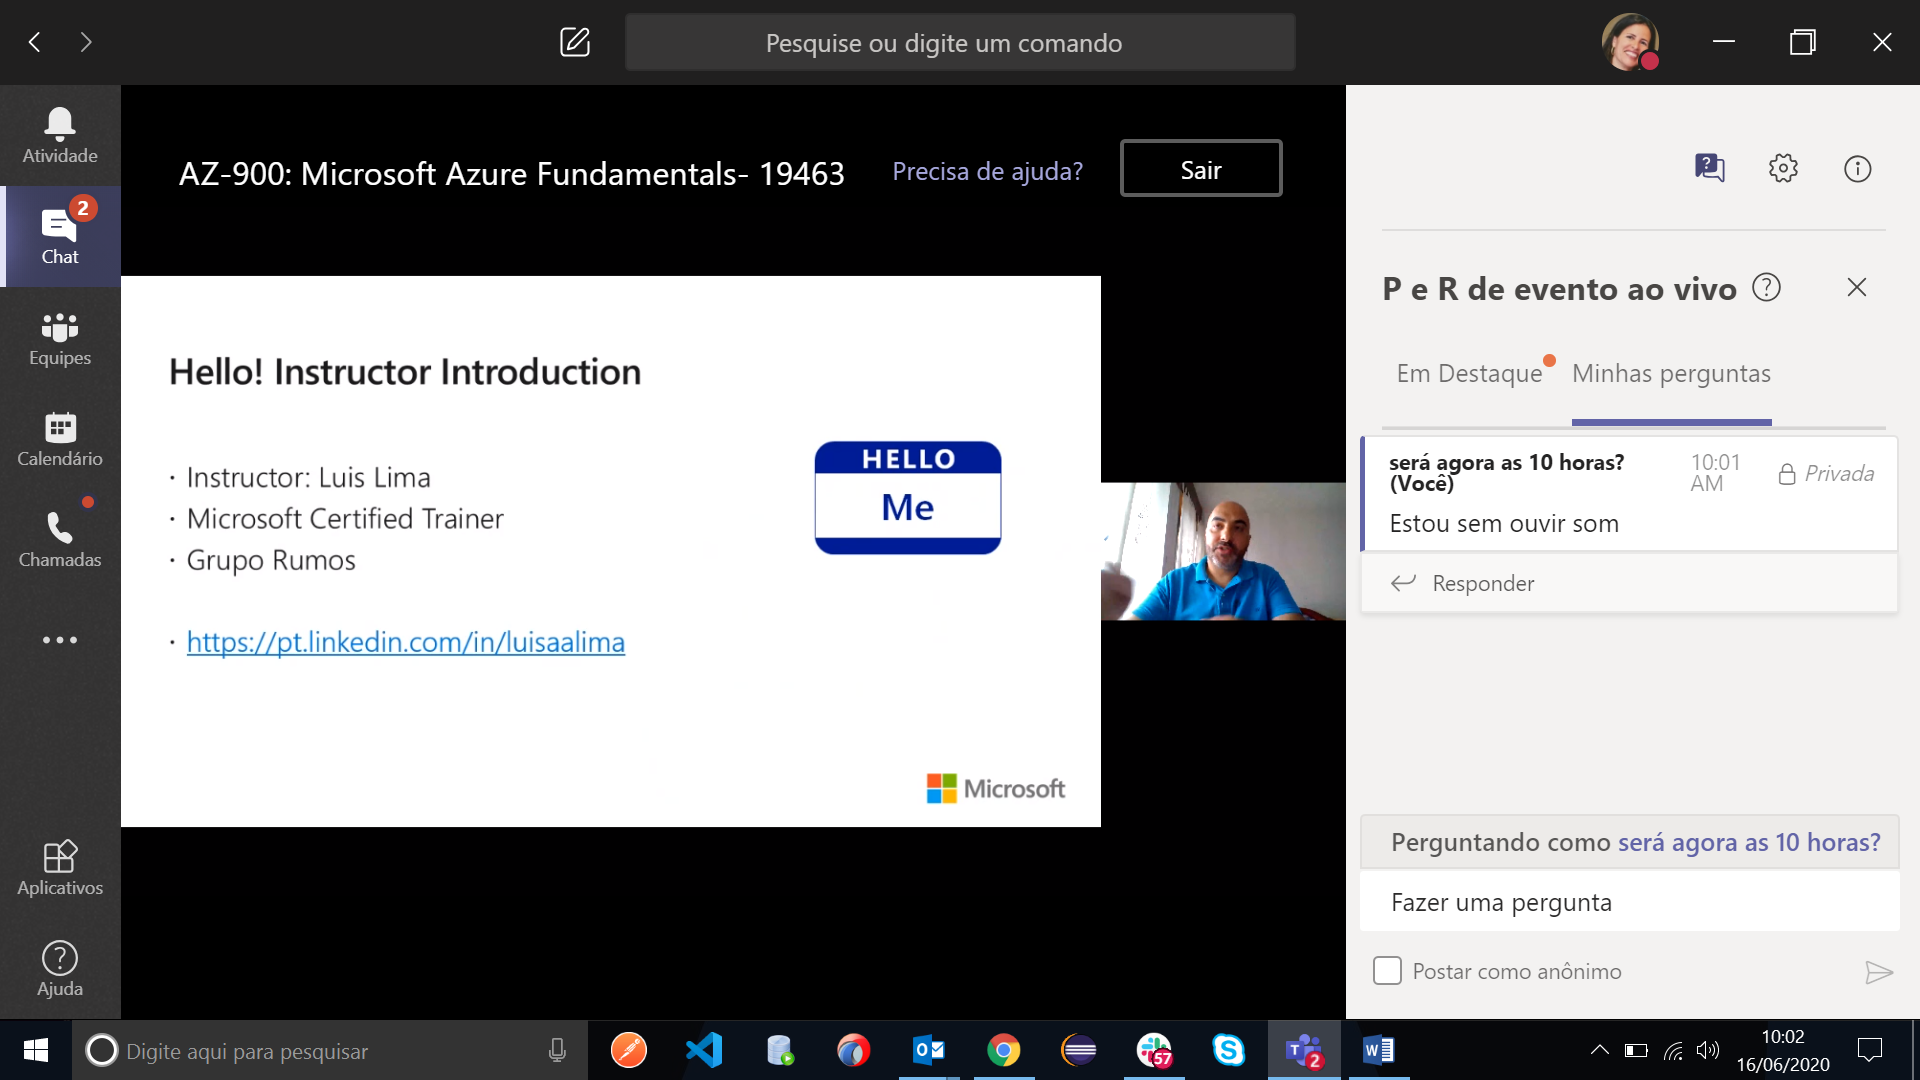 Pesquise ou digite um comando
Atividade
2
Chat
Equipes
Calendário
Chamadas
Aplicativos
Ajuda
AZ-900: Microsoft Azure Fundamentals- 19463
Precisa de ajuda?
Sair
Hello! Instructor Introduction
· Instructor: Luis Lima
· Microsoft Certified Trainer
· Grupo Rumos
· https://pt.linkedin.com/in/luisaalima
HELLO
Me
Microsoft
P e R de evento ao vivo
Em Destaque
Minhas perguntas
será agora as 10 horas?
(Você)
10:01
AM
Privada
Estou sem ouvir som
Responder
Perguntando como será agora as 10 horas?
Fazer uma pergunta
Postar como anônimo
Digite aqui para pesquisar
57
2
10:02
16/06/2020